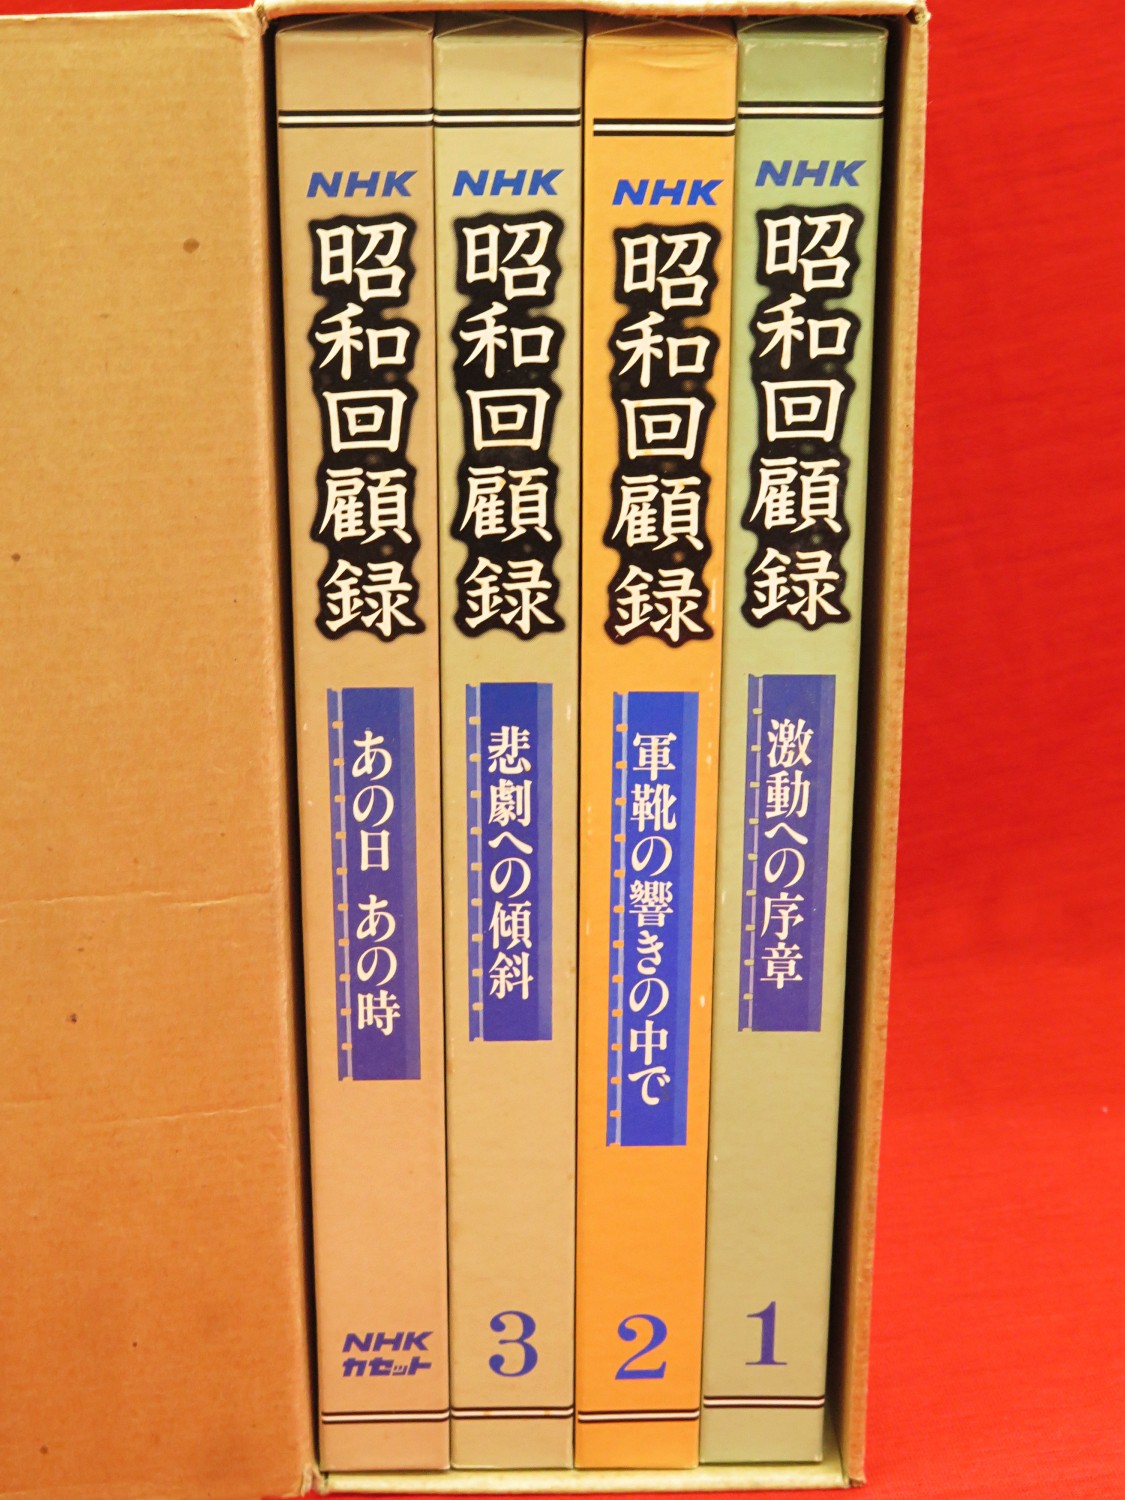 NHK
昭和回顧録
激動への序章
1
NHK
昭和回顧録
軍靴の響きの中で
2
NHK
昭和回顧録
悲劇への傾斜
3
NHK
昭和回顧録
あの日 あの時
NHK
カセット